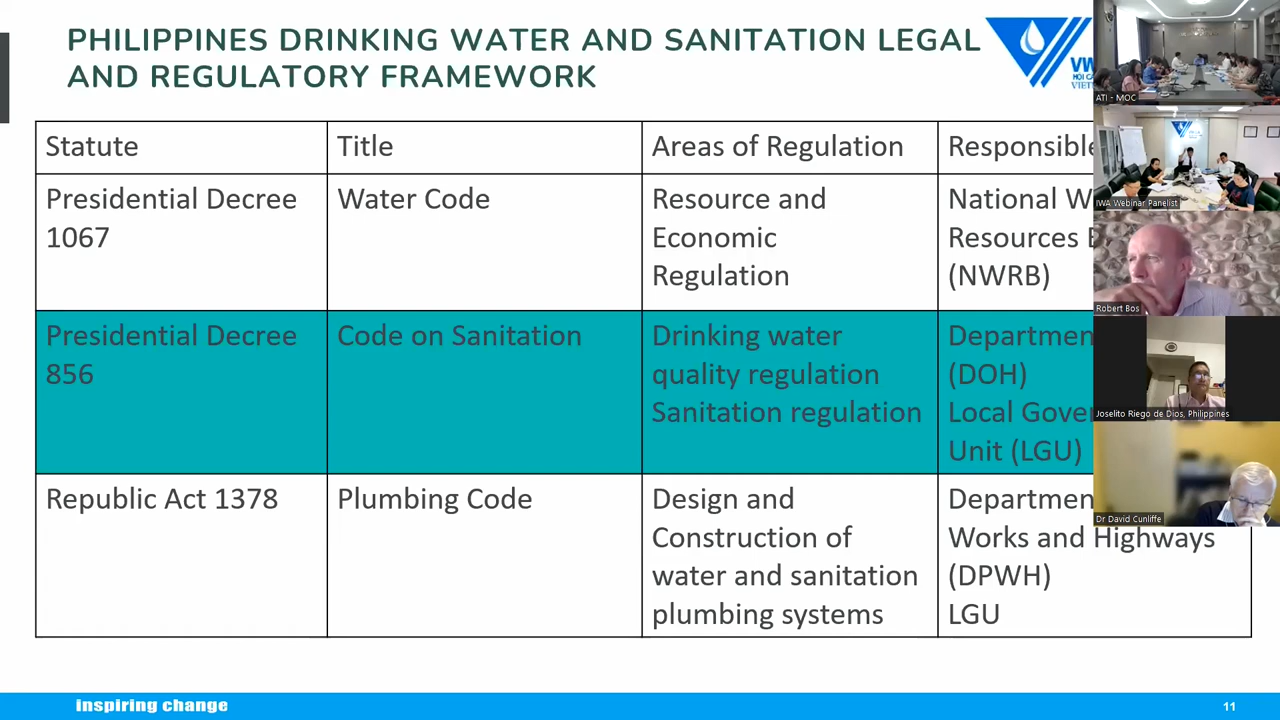 PHILIPPINES DRINKING WATER AND SANITATION LEGAL
AND REGULATORY FRAMEWORK
Statute
Title
Areas of Regulation
Responsible
Presidential Decree
1067
Water Code
Resource and
Economic
Regulation
National
Resources
(NWRB)
Presidential Decree
856
Code on Sanitation
Drinking water
quality regulation
Sanitation regulation
(DOH)
Local
Unit (LGU)
Republic Act 1378
Plumbing Code
Design and
Construction of
water and sanitation
plumbing systems
Works and Highways
(DPWH)
LGU
inspiring change
11
ATI - MOC
IWA Webinar Panelist
Robert Bos
Joselito Riego de Dios, Philippines
Dr David Cunliffe